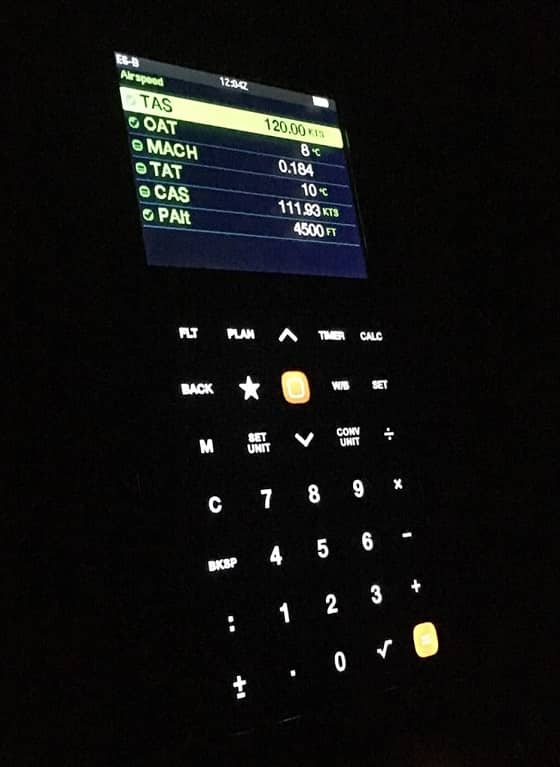 E6-B 12:04Z
Airspeed
TAS 120.00 KTS
OAT 8 °C
MACH 0.184
TAT 10 °C
CAS 111.93 KTS
PAlt 4500 FT
FLT PLAN TIMER CALC
BACK W/B SET
M SET UNIT CONV UNIT ÷
C 7 8 9 ×
BKSP 4 5 6 -
: 1 2 3 +
± . 0 √ =